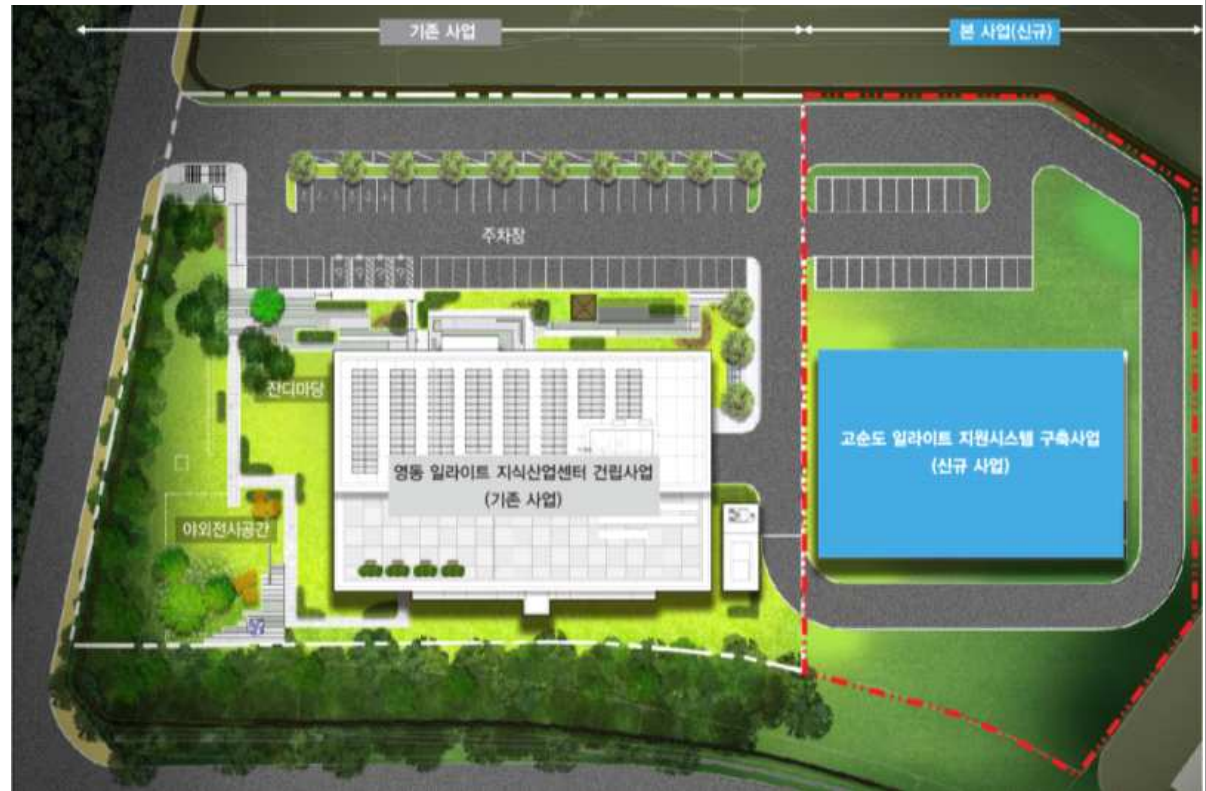 기존 사업
본 사업(신규)
주차장
잔디마당
고순도 일라이트 지원시스템 구축사업
(신규 사업)
영동 일라이트 지식산업센터 건립사업
(기존 사업)
야외전시공간